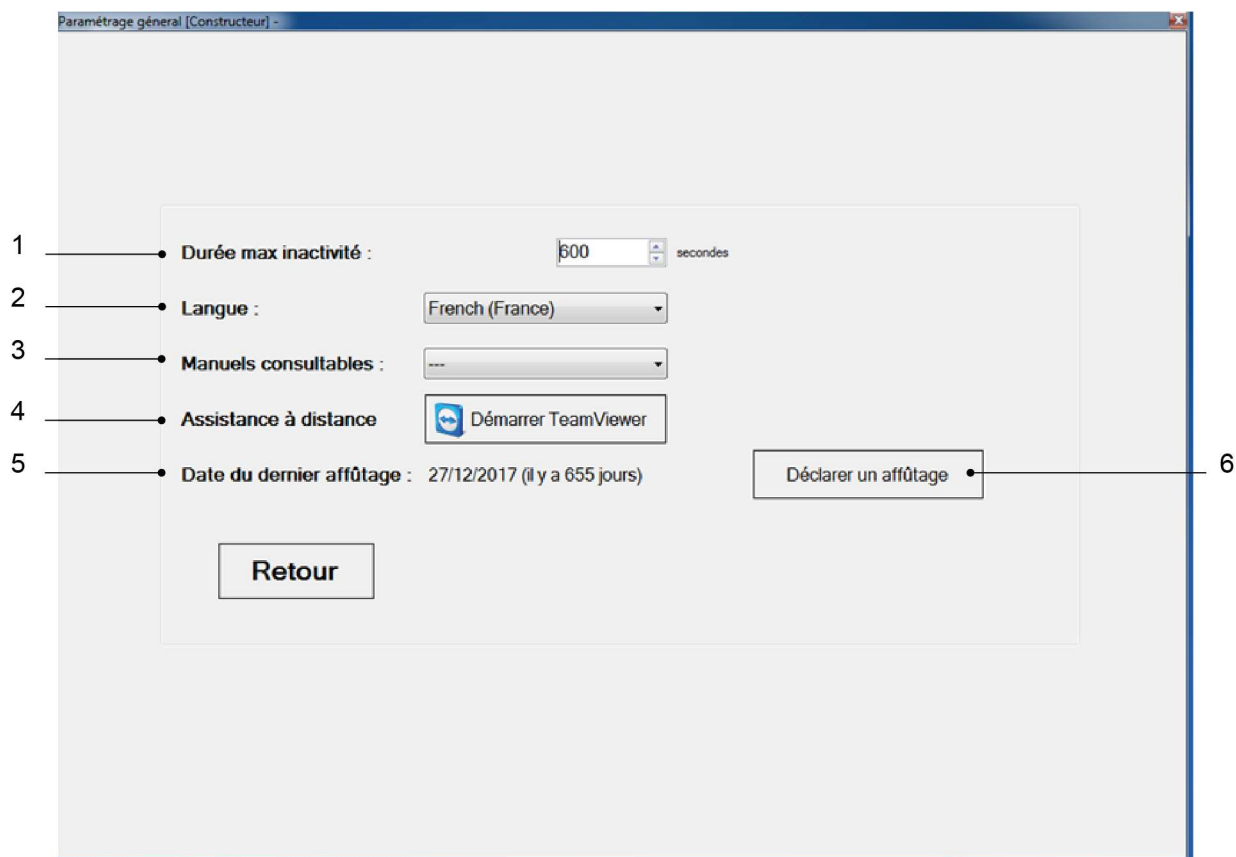 Paramétrage géneral [Constructeur] -
1 Durée max inactivité : 600 secondes
2 Langue : French (France)
3 Manuels consultables : ---
4 Assistance à distance Démarrer TeamViewer
5 Date du dernier affûtage : 27/12/2017 (il y a 655 jours) Déclarer un affûtage 6
Retour